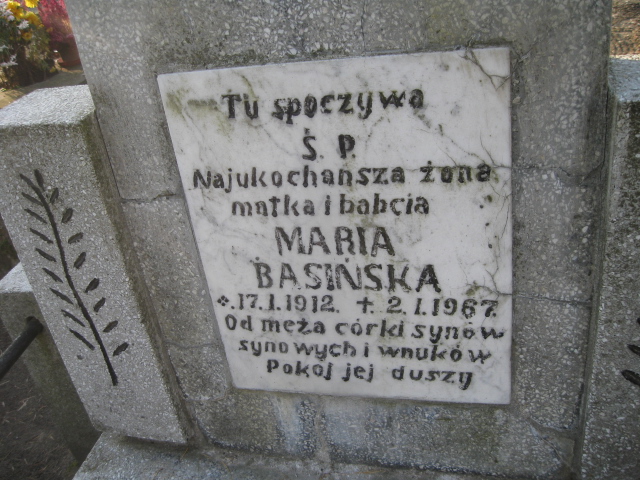 Tu spoczywa
Ś. P.
Najukochańsza żona
matka i babcia
MARIA
BASIŃSKA
*.17.1.1912. †.2.1.1967.
Od męża córki synów
synowych i wnuków
Pokój jej duszy